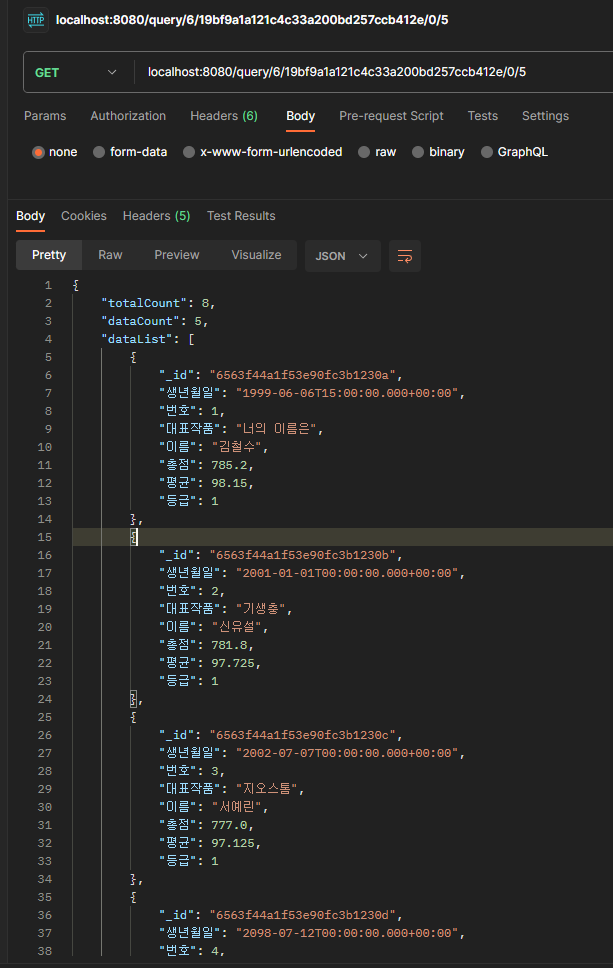 HTTP localhost:8080/query/6/19bf9a1a121c4c33a200bd257ccb412e/0/5
GET localhost:8080/query/6/19bf9a1a121c4c33a200bd257ccb412e/0/5
Params Authorization Headers (6) Body Pre-request Script Tests Settings
none form-data x-www-form-urlencoded raw binary GraphQL
Body Cookies Headers (5) Test Results
Pretty Raw Preview Visualize JSON
1 {
2 "totalCount": 8,
3 "dataCount": 5,
4 "dataList": [
5 {
6 "_id": "6563f44a1f53e90fc3b1230a",
7 "생년월일": "1999-06-06T15:00:00.000+00:00",
8 "번호": 1,
9 "대표작품": "너의 이름은",
10 "이름": "김철수",
11 "총점": 785.2,
12 "평균": 98.15,
13 "등급": 1
14 },
15 {
16 "_id": "6563f44a1f53e90fc3b1230b",
17 "생년월일": "2001-01-01T00:00:00.000+00:00",
18 "번호": 2,
19 "대표작품": "기생충",
20 "이름": "신유설",
21 "총점": 781.8,
22 "평균": 97.725,
23 "등급": 1
24 },
25 {
26 "_id": "6563f44a1f53e90fc3b1230c",
27 "생년월일": "2002-07-07T00:00:00.000+00:00",
28 "번호": 3,
29 "대표작품": "지오스톰",
30 "이름": "서예린",
31 "총점": 777.0,
32 "평균": 97.125,
33 "등급": 1
34 },
35 {
36 "_id": "6563f44a1f53e90fc3b1230d",
37 "생년월일": "2098-07-12T00:00:00.000+00:00",
38 "번호": 4,